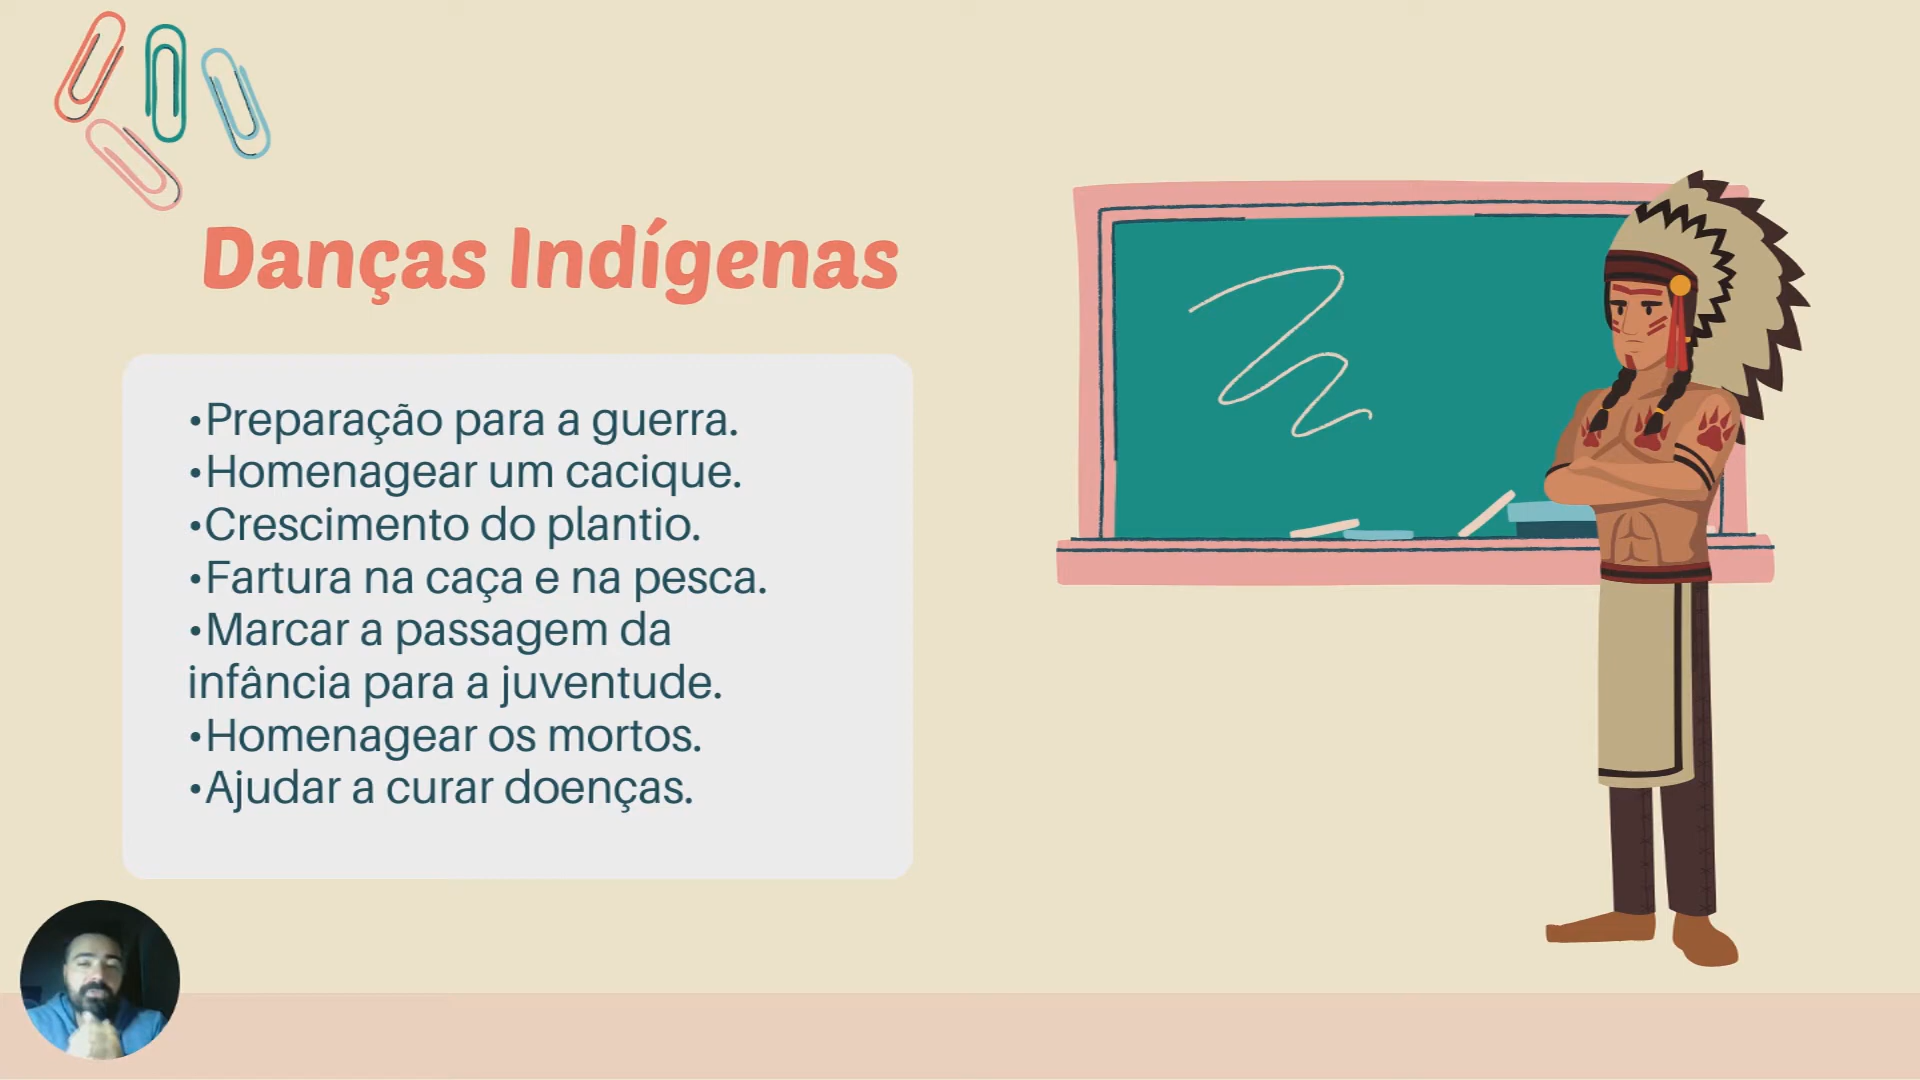 Danças Indígenas
•Preparação para a guerra.
•Homenagear um cacique.
•Crescimento do plantio.
•Fartura na caça e na pesca.
•Marcar a passagem da
infância para a juventude.
•Homenagear os mortos.
•Ajudar a curar doenças.